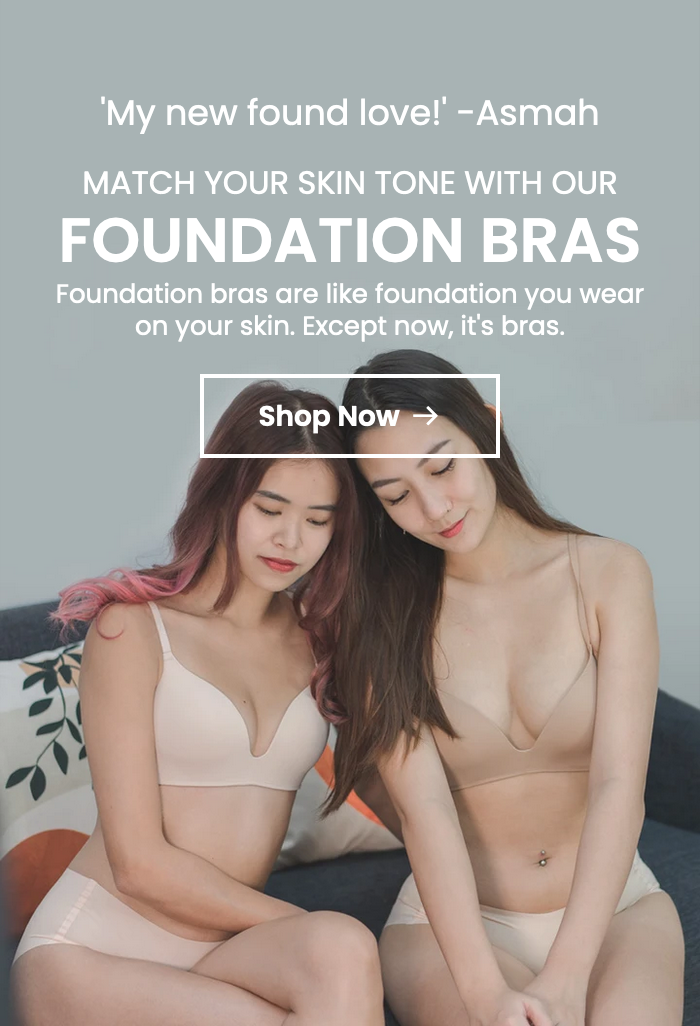 'My new found love!' -Asmah
MATCH YOUR SKIN TONE WITH OUR
FOUNDATION BRAS
Foundation bras are like foundation you wear
on your skin. Except now, it's bras.
Shop Now →